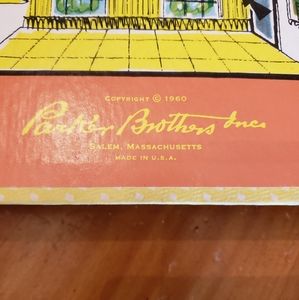 COPYRIGHT © 1960
Parker Brothers Inc.
SALEM, MASSACHUSETTS
MADE IN U.S.A.